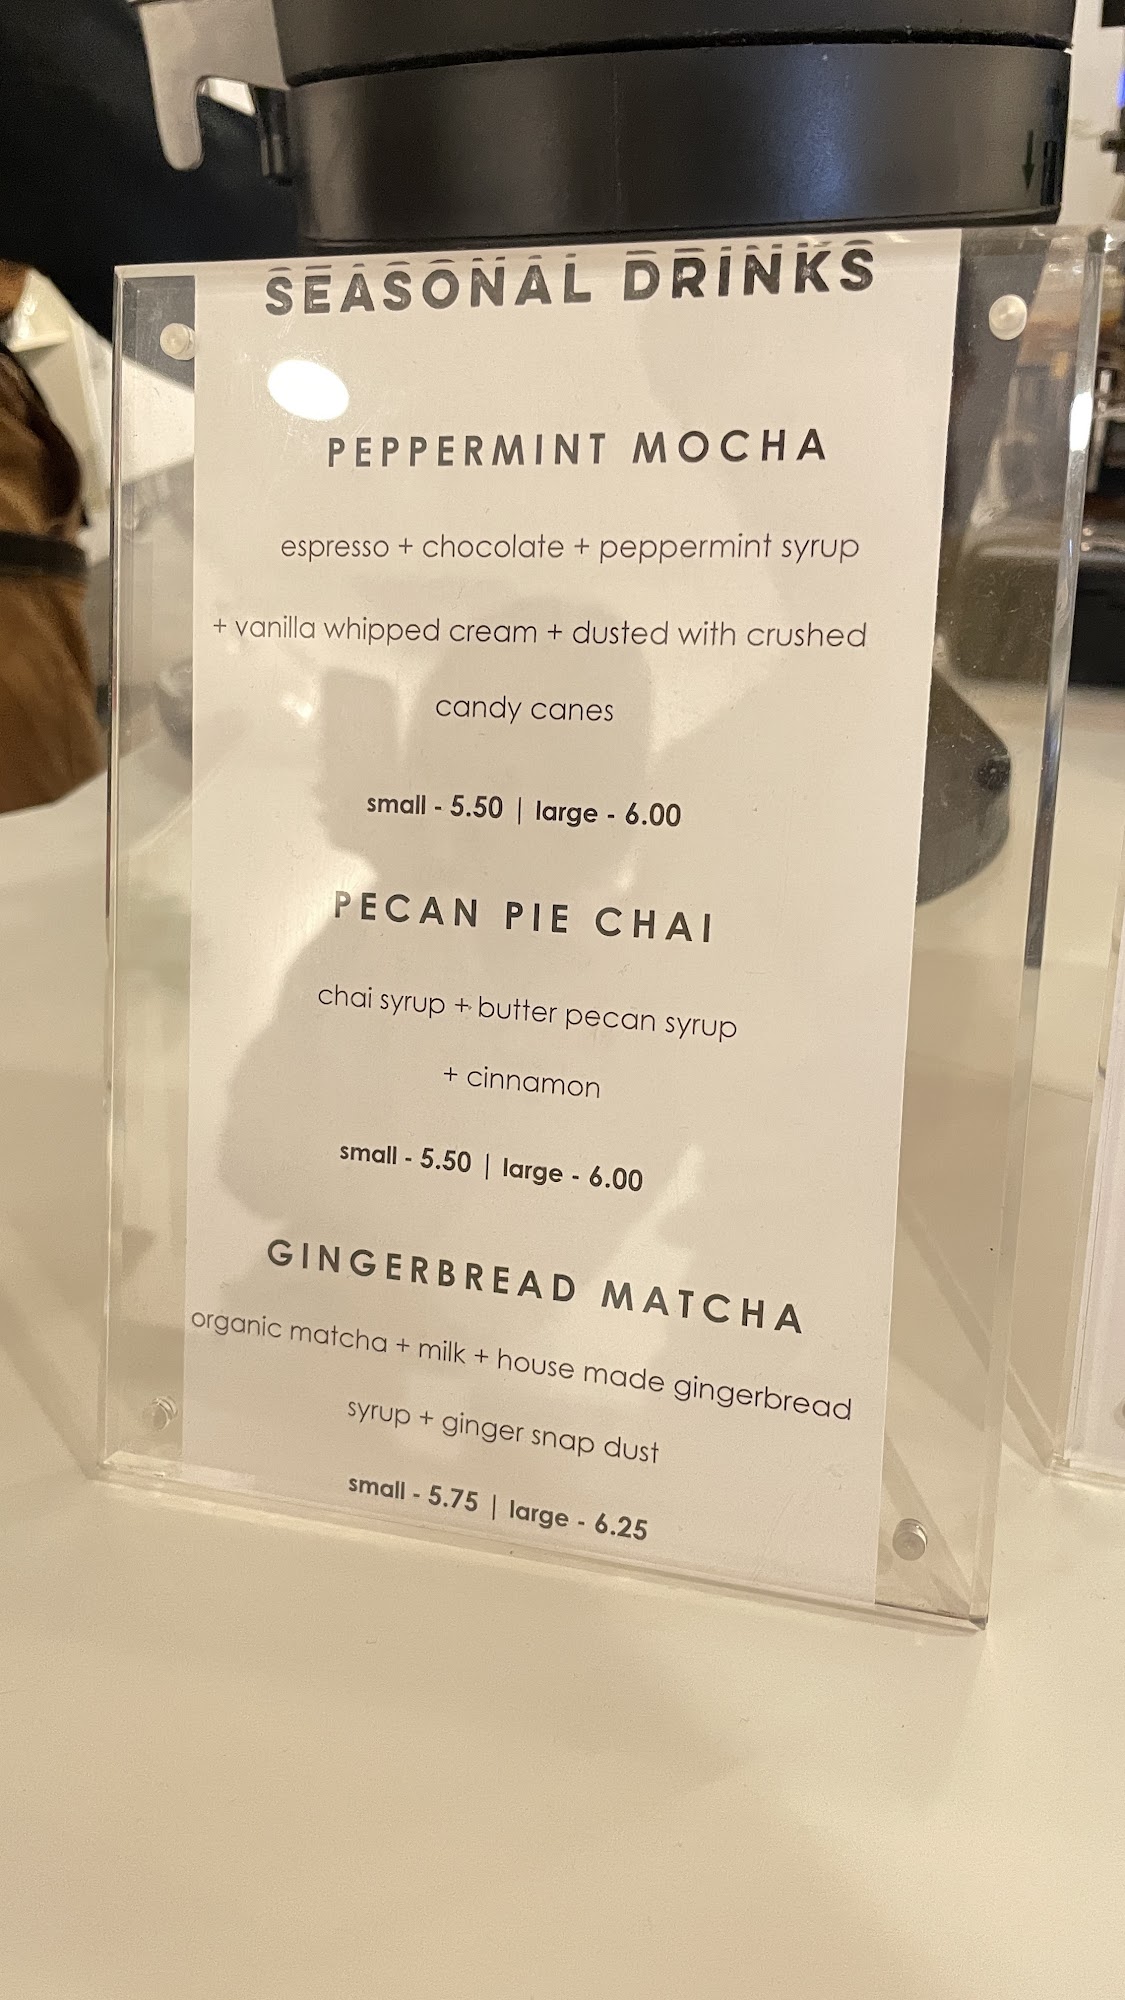 SEASONAL DRINKS
PEPPERMINT MOCHA
espresso + chocolate + peppermint syrup
+ vanilla whipped cream + dusted with crushed
candy canes
small - 5.50 | large - 6.00
PECAN PIE CHAI
chai syrup + butter pecan syrup
+ cinnamon
small - 5.50 | large - 6.00
GINGERBREAD MATCHA
organic matcha + milk + house made gingerbread
syrup + ginger snap dust
small - 5.75 | large - 6.25